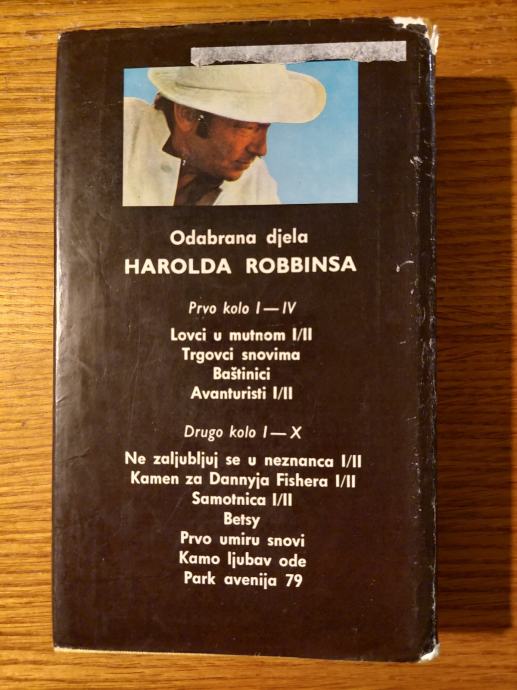 Odabrana djela
HAROLDA ROBBINSA
Prvo kolo I — IV
Lovci u mutnom I/II
Trgovci snovima
Baštinici
Avanturisti I/II
Drugo kolo I — X
Ne zaljubljuj se u neznanca I/II
Kamen za Dannyja Fishera I/II
Samotnica I/II
Betsy
Prvo umiru snovi
Kamo ljubav ode
Park avenija 79